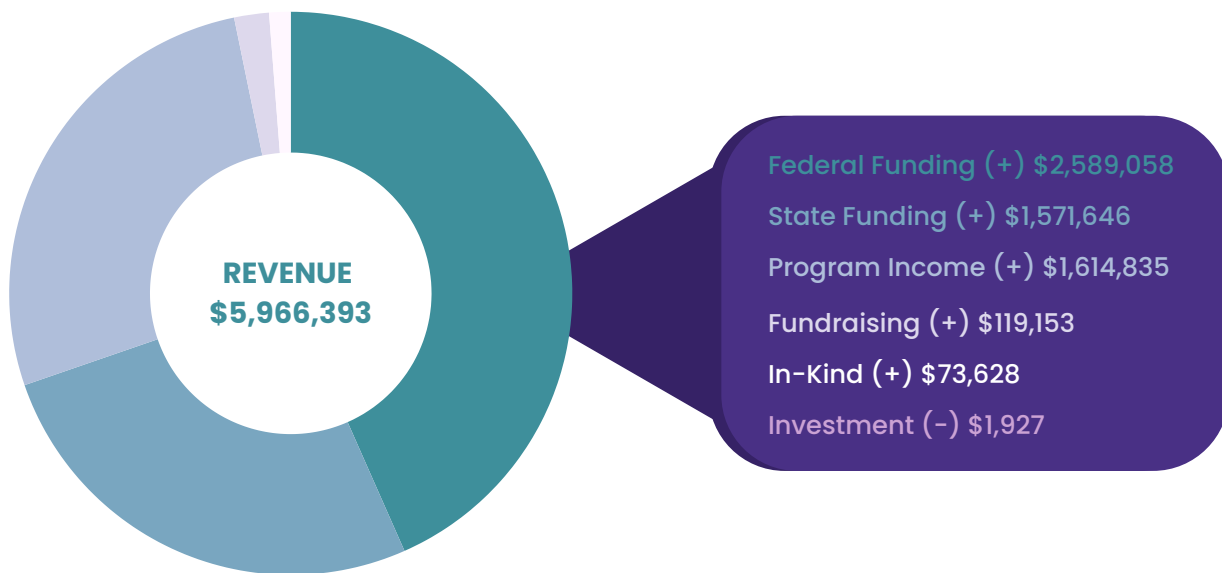 REVENUE
$5,966,393
Federal Funding (+) $2,589,058
State Funding (+) $1,571,646
Program Income (+) $1,614,835
Fundraising (+) $119,153
In-Kind (+) $73,628
Investment (-) $1,927